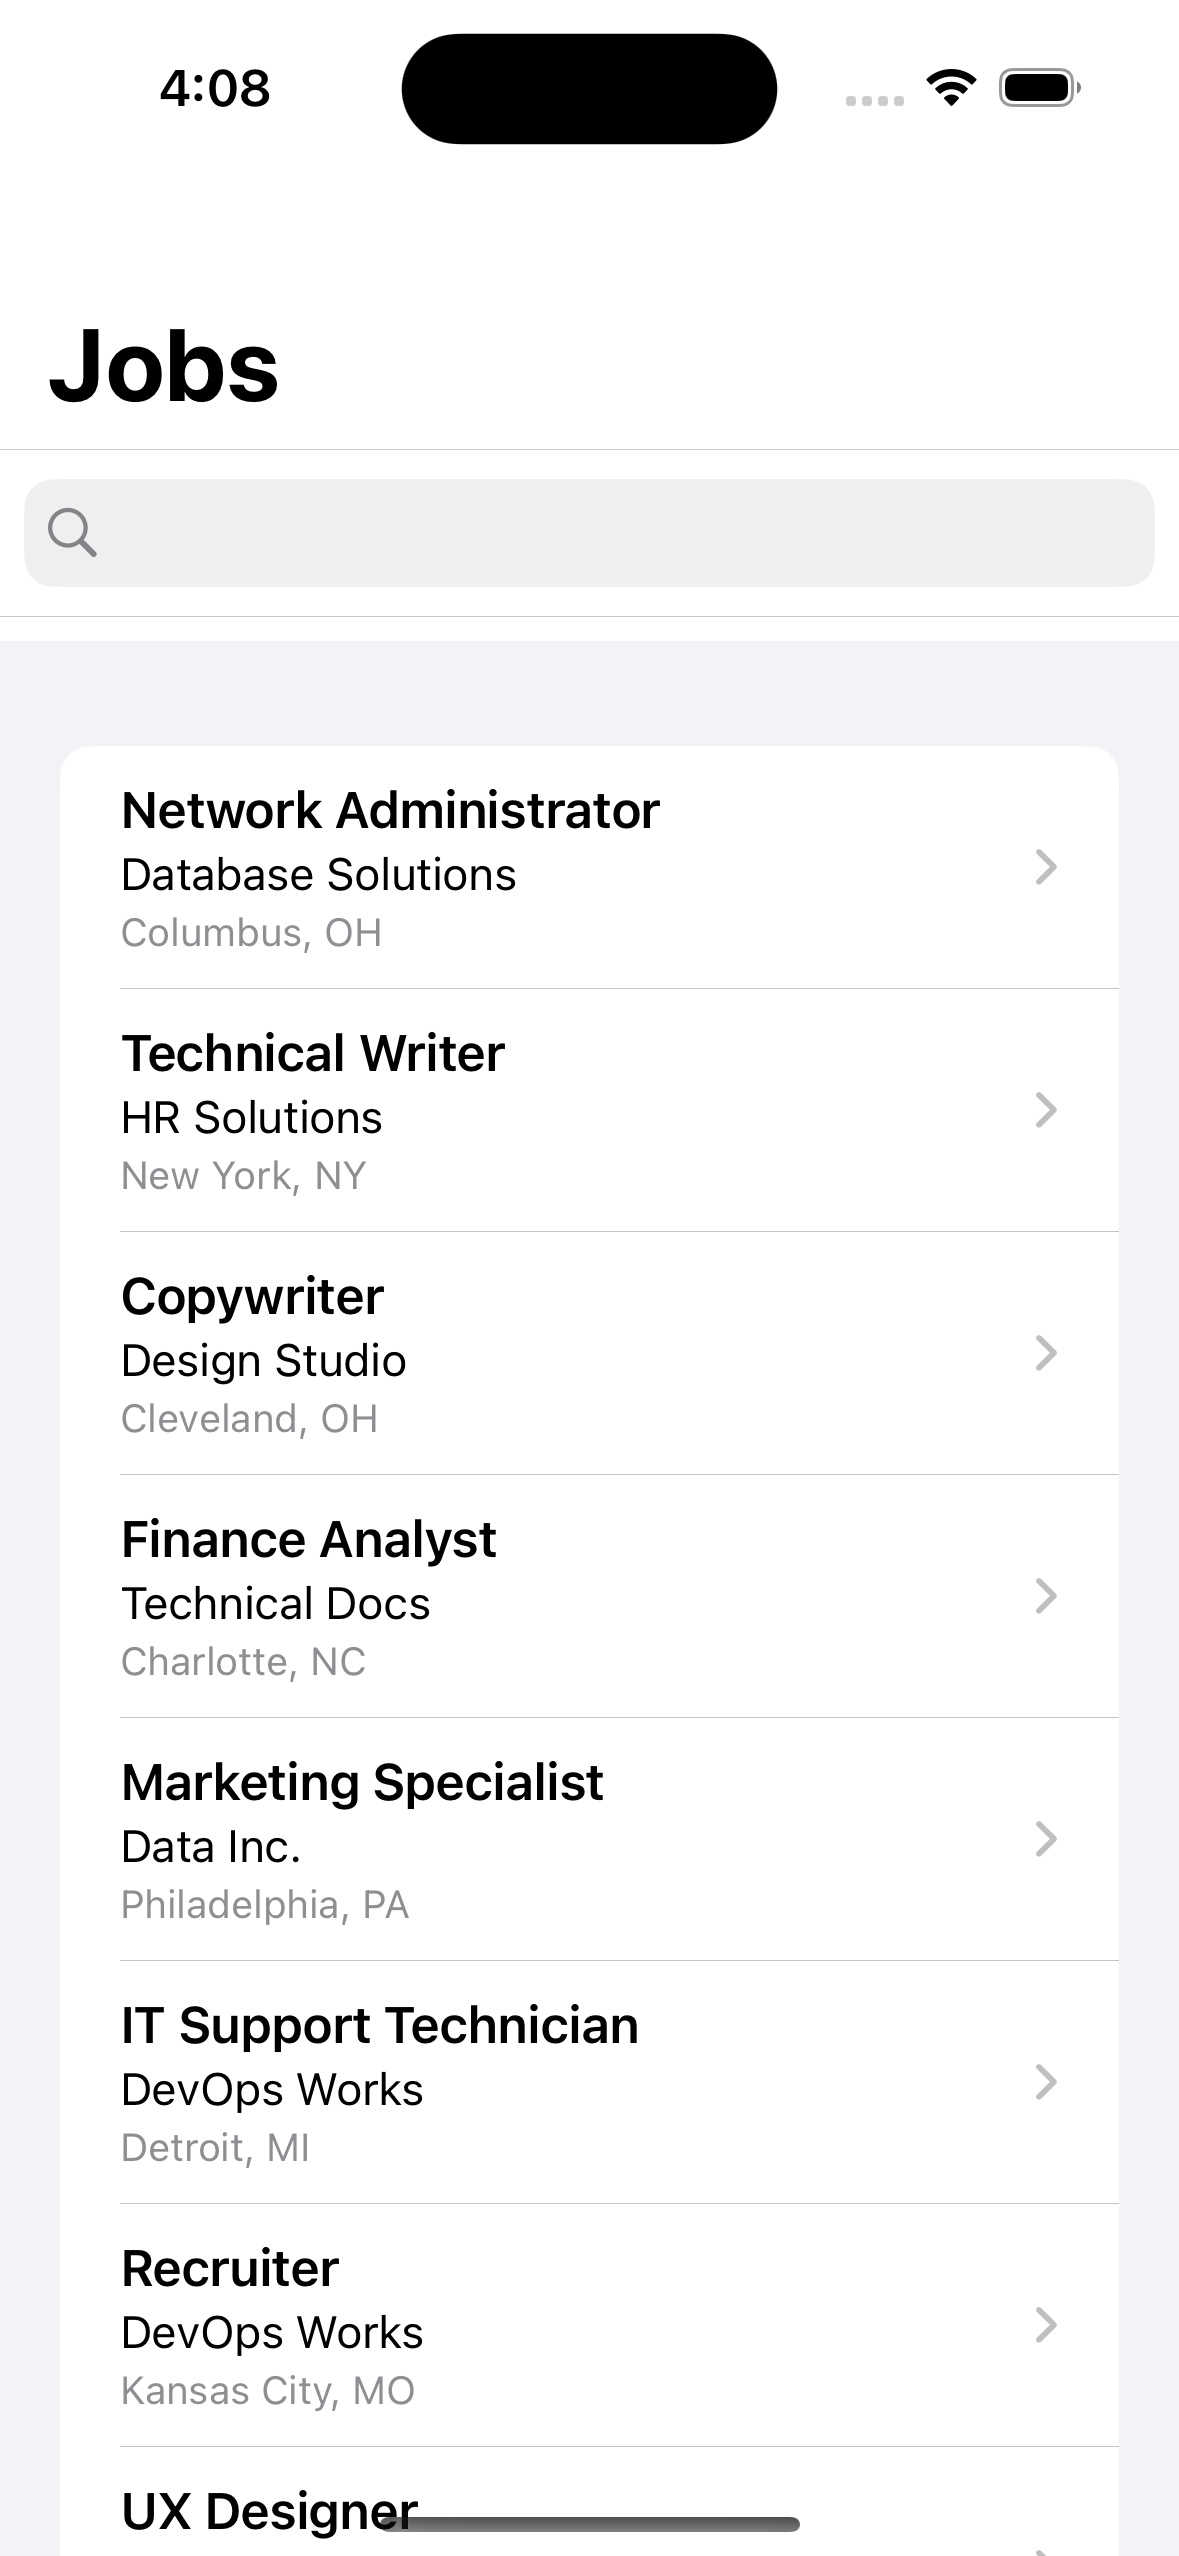 4:08
Jobs
Network Administrator
Database Solutions
Columbus, OH
Technical Writer
HR Solutions
New York, NY
Copywriter
Design Studio
Cleveland, OH
Finance Analyst
Technical Docs
Charlotte, NC
Marketing Specialist
Data Inc.
Philadelphia, PA
IT Support Technician
DevOps Works
Detroit, MI
Recruiter
DevOps Works
Kansas City, MO
UX Designer